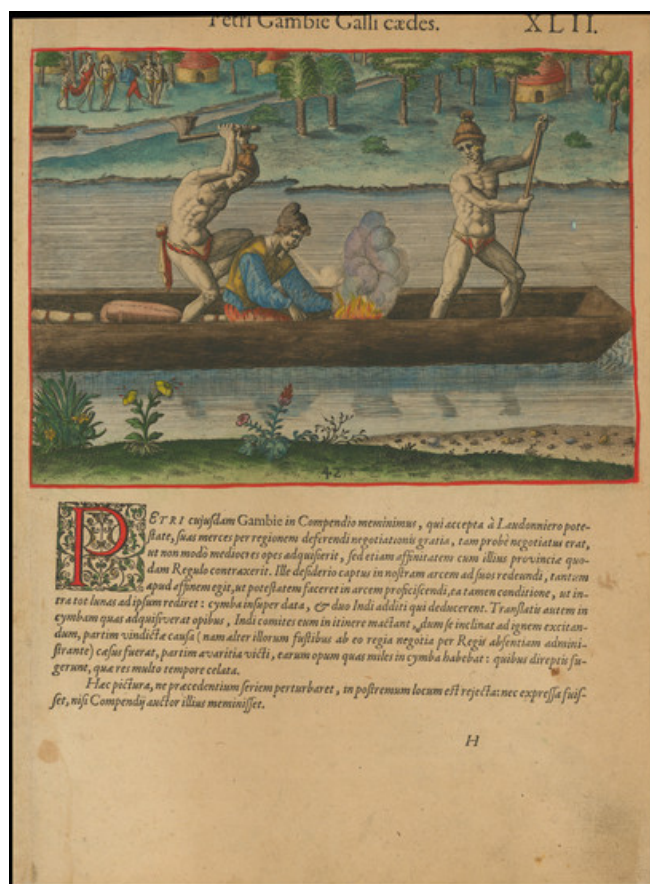 Petri Gambie Galli cædes. XLII.
42
PETRI cujusdam Gambie in Compendio meminimus, qui accepta à Laudonniero pote-
state, suas merces per regionem deferendi negotiationis gratia, tam probè negotiatus erat,
ut non modò mediocres opes adquisierit, sed etiam affinitatem cum illius provinciæ quo-
dam Regulo contraxerit. Ille desiderio captus in nostram arcem ad suos redeundi, tantum
apud affinem egit, ut potestatem faceret in arcem proficiscendi, ea tamen conditione, ut in-
tra tot lunas ad ipsum rediret: cymba insuper data, & duo Indi additi qui deducerent. Translatis autem in
cymbam quas adquisiverat opibus, Indi comites eum in itinere mactant, dum se inclinat ad ignem excitan-
dum, partim vindictæ causa (nam alter illorum fustibus ab eo regia negotia per Regis absentiam admini-
strante) cæsus fuerat, partim avaritia victi, earum opum quas miles in cymba habebat: quibus direptis fu-
gerunt, quæ res multo tempore celata.
Hac pictura, ne præcedentium seriem perturbaret, in postremum locum est rejecta: nec expressa fuis-
set, nisi Compendij auctor illius meminisset.
H